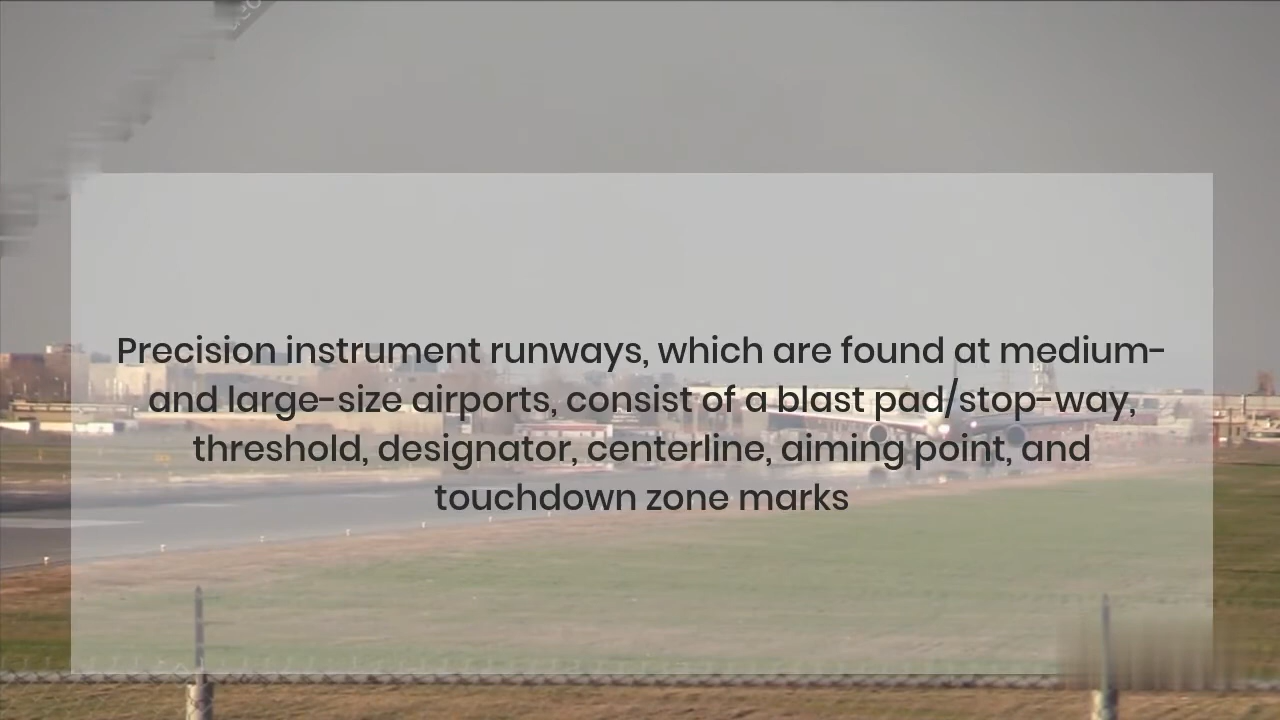 Precision instrument runways, which are found at medium-
and large-size airports, consist of a blast pad/stop-way,
threshold, designator, centerline, aiming point, and
touchdown zone marks